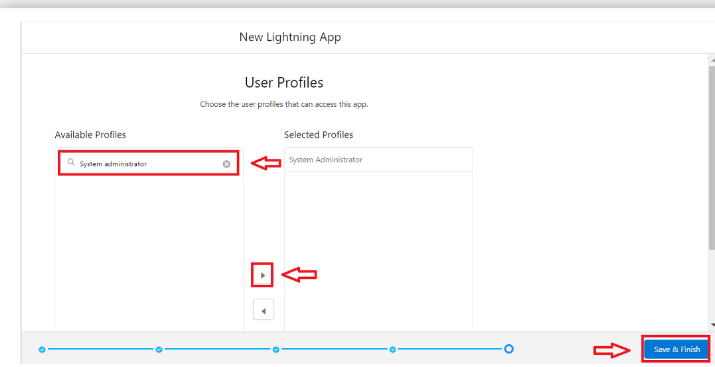 New Lightning App
User Profiles
Choose the user profiles that can access this app.
Available Profiles
Selected Profiles
System administrator
System Administrator
Save & Finish